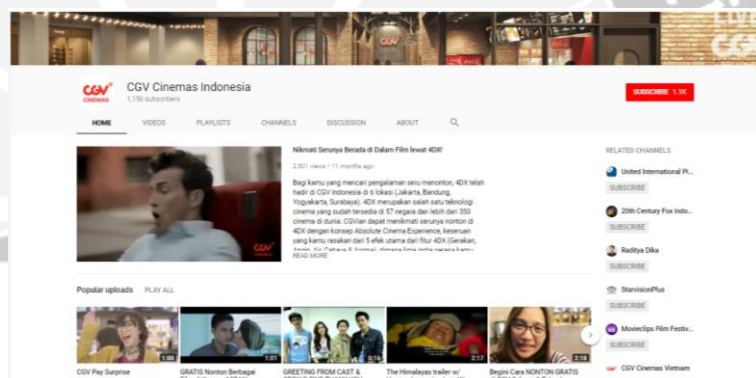 CGV
CINEMAS
CGV Cinemas Indonesia
1,156 subscribers
SUBSCRIBE 1.1K
HOME VIDEOS PLAYLISTS CHANNELS DISCUSSION ABOUT
Nikmati Serunya Berada di Dalam Film lewat 4DX!
2,501 views • 11 months ago
Bagi kamu yang mencari pengalaman seru menonton, 4DX telah
hadir di CGV Indonesia di 6 lokasi (Jakarta, Bandung,
Yogyakarta, Surabaya). 4DX merupakan salah satu teknologi
cinema yang sudah tersedia di 57 negara dan lebih dari 350
cinema di dunia. CGVian dapat menikmati serunya nonton di
4DX dengan konsep Absolute Cinema Experience, keseruan
yang kamu rasakan dari 5 efek utama dari fitur 4DX (Gerakan,
READ MORE
CGV
RELATED CHANNELS
United International Pi...
SUBSCRIBE
20th Century Fox Indo...
SUBSCRIBE
Raditya Dika
SUBSCRIBE
StarvisionPlus
SUBSCRIBE
Movieclips Film Festiv...
SUBSCRIBE
CGV Cinemas Vietnam
Popular uploads PLAY ALL
1:00
1:01
0:16
2:17
2:18
CGV Pay Surprise
GRATIS Nonton Berbagai
GREETING FROM CAST &
The Himalayas trailer w/
Begini Cara NONTON GRATIS